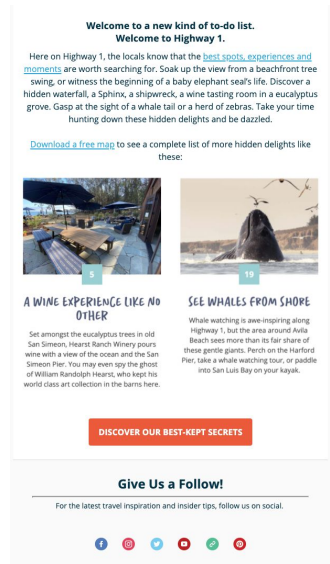 Welcome to a new kind of to-do list.
Welcome to Highway 1.
Here on Highway 1, the locals know that the best spots, experiences and
moments are worth searching for. Soak up the view from a beachfront tree
swing, or witness the beginning of a baby elephant seal's life. Discover a
hidden waterfall, a Sphinx, a shipwreck, a wine tasting room in a eucalyptus
grove. Gasp at the sight of a whale tail or a herd of zebras. Take your time
hunting down these hidden delights and be dazzled.
Download a free map to see a complete list of more hidden delights like
these:
5
A WINE EXPERIENCE LIKE NO
OTHER
Set amongst the eucalyptus trees in old
San Simeon, Hearst Ranch Winery pours
wine with a view of the ocean and the San
Simeon Pier. You may even spy the ghost
of William Randolph Hearst, who kept his
world class art collection in the barns here.
19
SEE WHALES FROM SHORE
Whale watching is awe-inspiring along
Highway 1, but the area around Avila
Beach sees more than its fair share of
these gentle giants. Perch on the Harford
Pier, take a whale watching tour, or paddle
into San Luis Bay on your kayak.
DISCOVER OUR BEST-KEPT SECRETS
Give Us a Follow!
For the latest travel inspiration and insider tips, follow us on social.